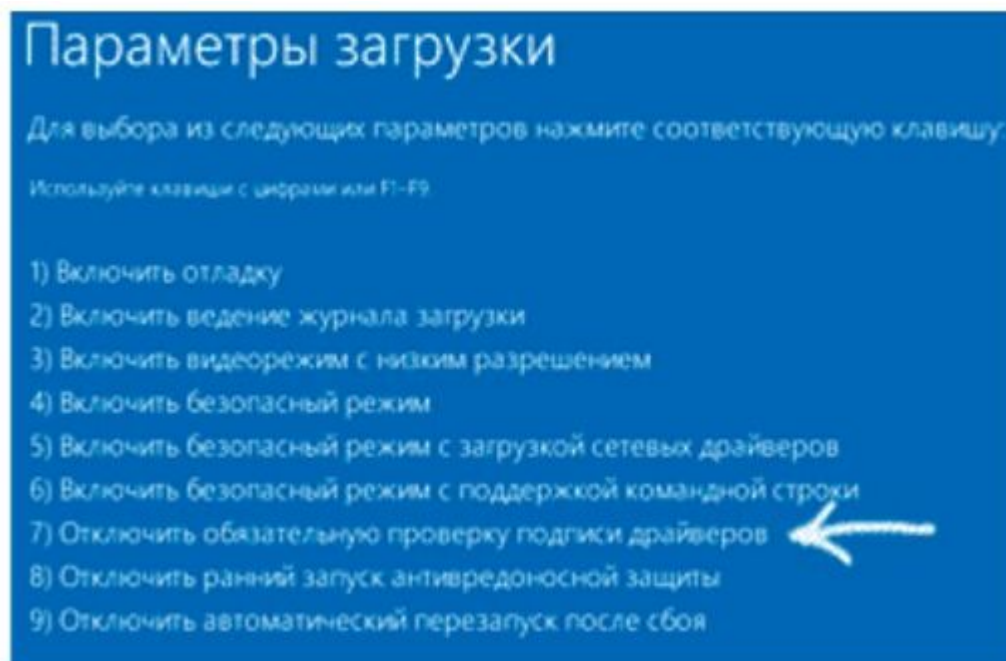 Параметры загрузки
Для выбора из следующих параметров нажмите соответствующую клавишу:
Используйте клавиши с цифрами или F1-F9.
1) Включить отладку
2) Включить ведение журнала загрузки
3) Включить видеорежим с низким разрешением
4) Включить безопасный режим
5) Включить безопасный режим с загрузкой сетевых драйверов
6) Включить безопасный режим с поддержкой командной строки
7) Отключить обязательную проверку подписи драйверов
8) Отключить ранний запуск антивредоносной защиты
9) Отключить автоматический перезапуск после сбоя